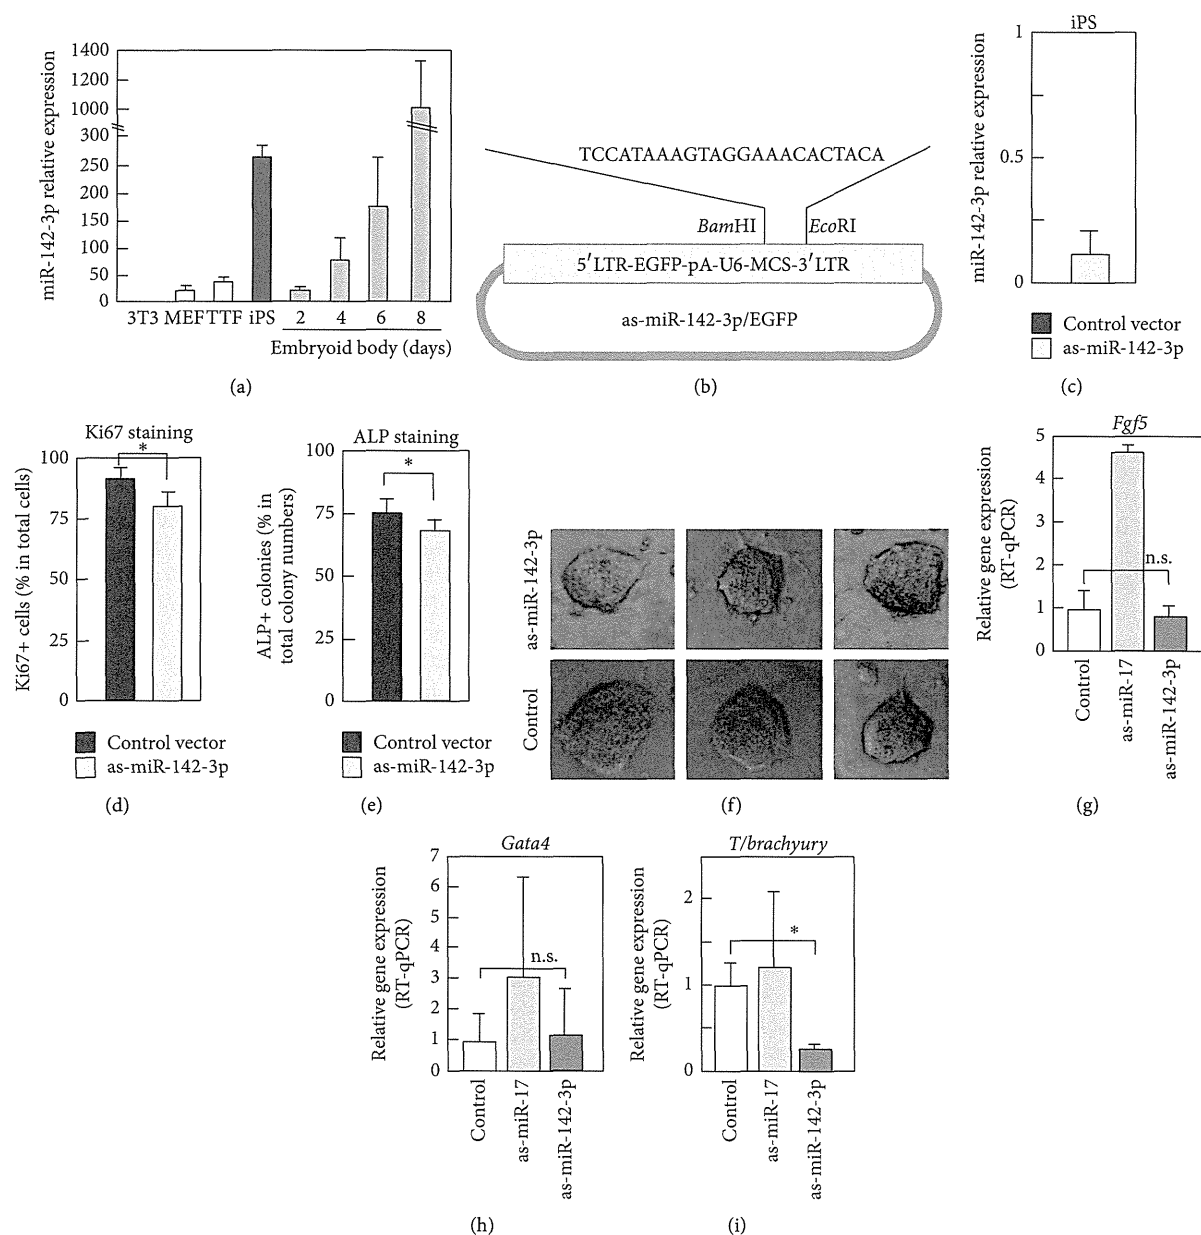 miR-142-3p relative expression
1400
1200
1000
300
250
200
150
100
50
0
3T3 MEF TTF iPS 2 4 6 8
Embryoid body (days)
(a)
TCCATAAAGTAGGAAACACTACA
BamHI EcoRI
5′LTR-EGFP-pA-U6-MCS-3′LTR
as-miR-142-3p/EGFP
(b)
iPS
miR-142-3p relative expression
1
0.5
0
Control vector
as-miR-142-3p
(c)
Ki67 staining
*
Ki67+ cells (% in total cells)
100
75
50
25
0
Control vector
as-miR-142-3p
(d)
ALP staining
*
ALP+ colonies (% in
total colony numbers)
100
75
50
25
0
Control vector
as-miR-142-3p
(e)
as-miR-142-3p
Control
(f)
Fgf5
Relative gene expression
(RT-qPCR)
5
4
3
2
1
0
n.s.
Control
as-miR-17
as-miR-142-3p
(g)
Gata4
Relative gene expression
(RT-qPCR)
7
6
5
4
3
2
1
0
n.s.
Control
as-miR-17
as-miR-142-3p
(h)
T/brachyury
Relative gene expression
(RT-qPCR)
2
1
0
*
Control
as-miR-17
as-miR-142-3p
(i)